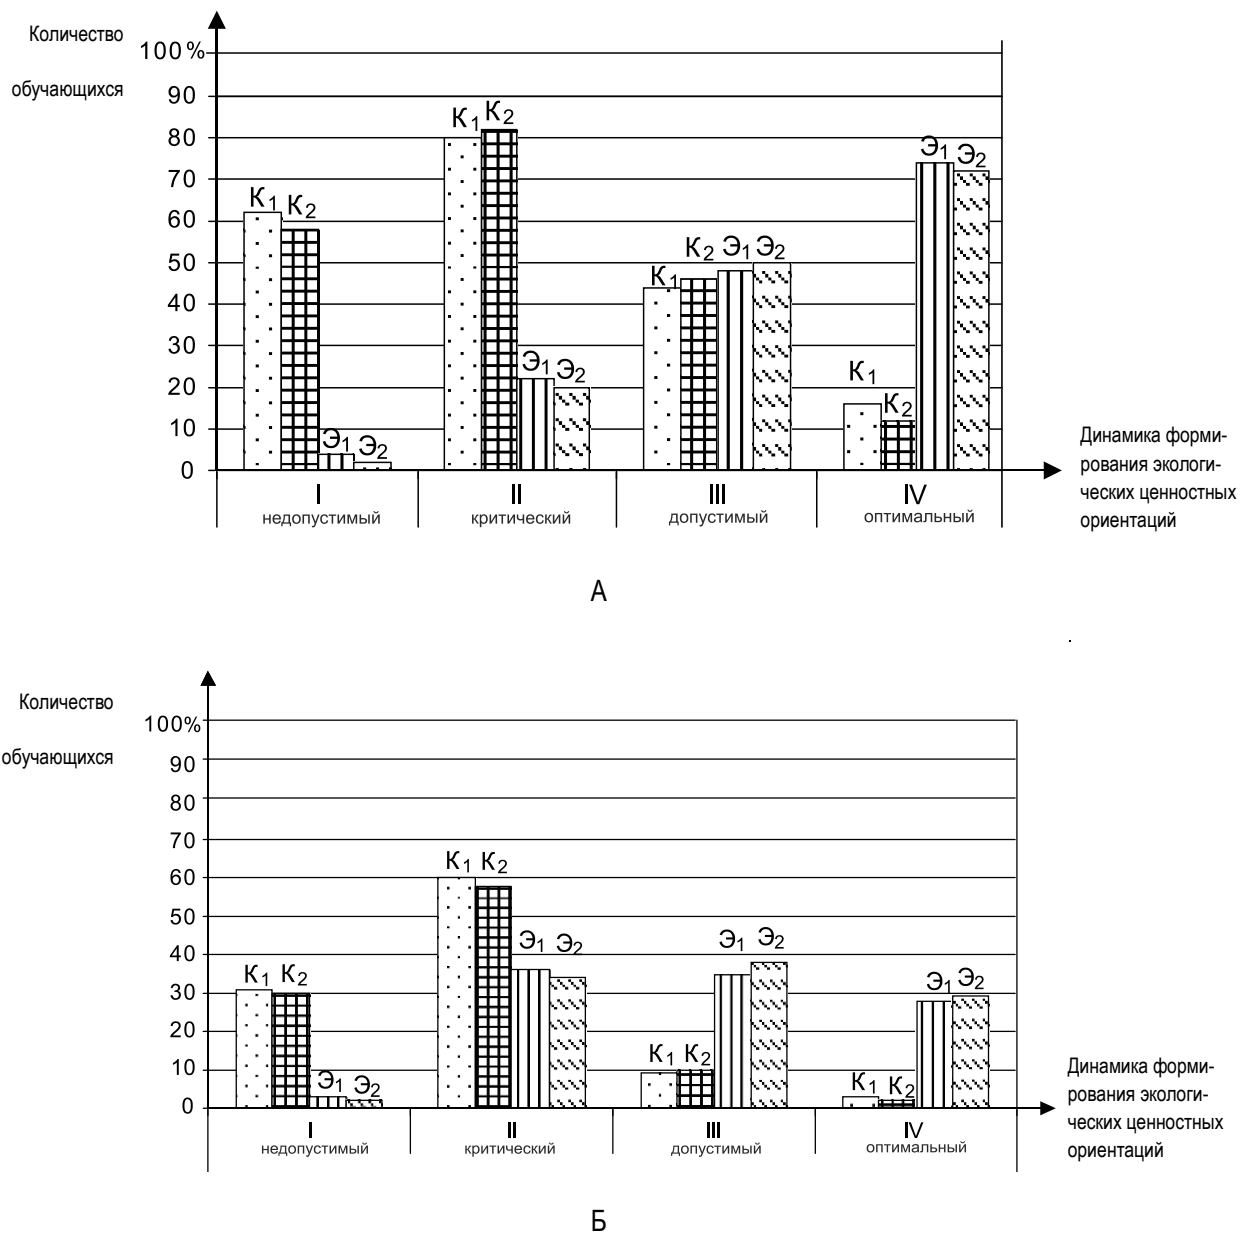 Количество
обучающихся
100%
90
80
70
60
50
40
30
20
10
0
К1 К2 Э1 Э2
К1 К2 Э1 Э2
К1 К2 Э1 Э2
К1 К2 Э1 Э2
I II III IV
недопустимый критический допустимый оптимальный
Динамика форми-
рования экологи-
ческих ценностных
ориентаций
А
Количество
обучающихся
100%
90
80
70
60
50
40
30
20
10
0
К1 К2 Э1 Э2
К1 К2 Э1 Э2
К1 К2 Э1 Э2
К1 К2 Э1 Э2
I II III IV
недопустимый критический допустимый оптимальный
Динамика форми-
рования экологи-
ческих ценностных
ориентаций
Б